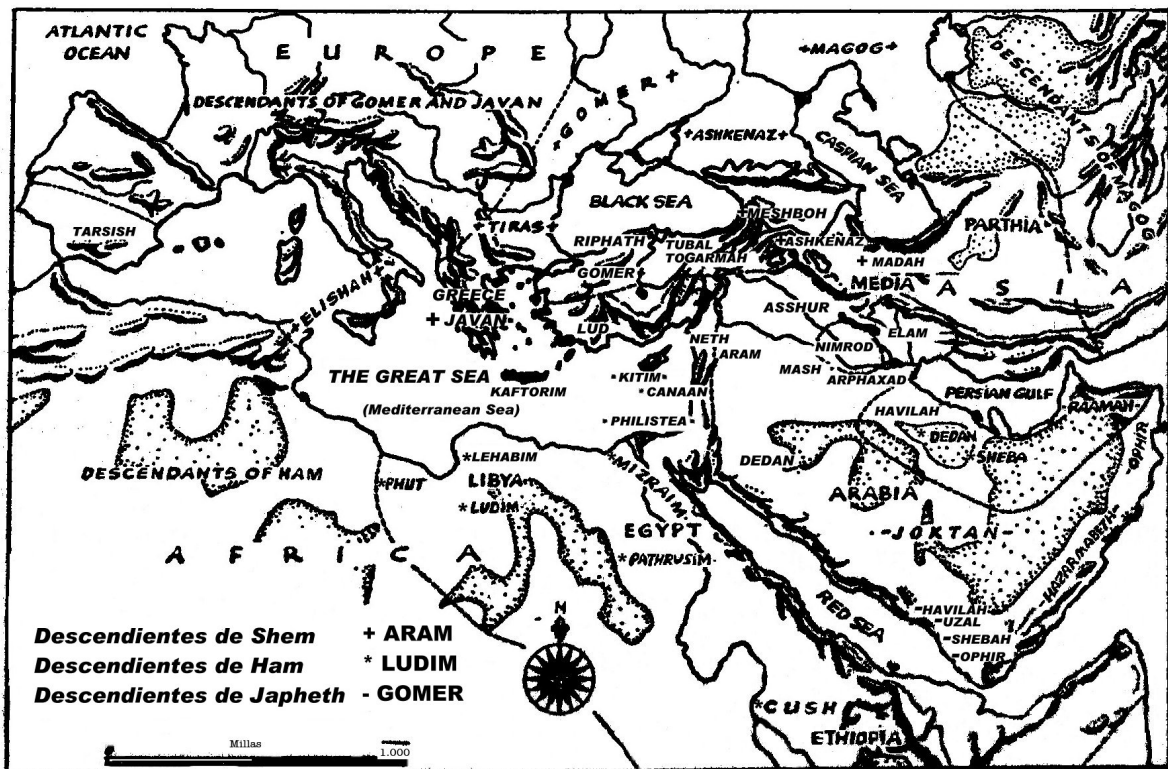 ATLANTIC
OCEAN
E U R O P E
+MAGOG+
DESCENDANTS OF MAGOG
DESCENDANTS OF GOMER AND JAVAN
+GOMER+
+ASHKENAZ+
CASPIAN SEA
BLACK SEA
+MESHBOH
PARTHIA
TARSISH
+TIRAS+
RIPHATH
TUBAL
+ASHKENAZ
TOGARMAH
+ MADAH
GOMER
MEDIA
A S I A
+ELISHAH+
GREECE
+ JAVAN
LUD
ASSHUR
ELAM
NETH
NIMROD
ARAM
MASH
ARPHAXAD
THE GREAT SEA
KITIM
CANAAN
KAFTORIM
PERSIAN GULF
(Mediterranean Sea)
HAVILAH
RAAMAH
PHILISTEA
DEDAN
SHEBA
OPHIR
*LEHABIM
DEDAN
DESCENDANTS OF HAM
*PHUT
LIBYA
MIZRAIM
ARABIA
*LUDIM
EGYPT
-JOKTAN-
A F R I C A
*PATHRUSIM
HAZARMABETH
RED SEA
-HAVILAH
-UZAL
-SHEBAH
-OPHIR
N
Descendientes de Shem + ARAM
Descendientes de Ham * LUDIM
Descendientes de Japheth - GOMER
*CUSH
ETHIOPIA
Millas
1.000